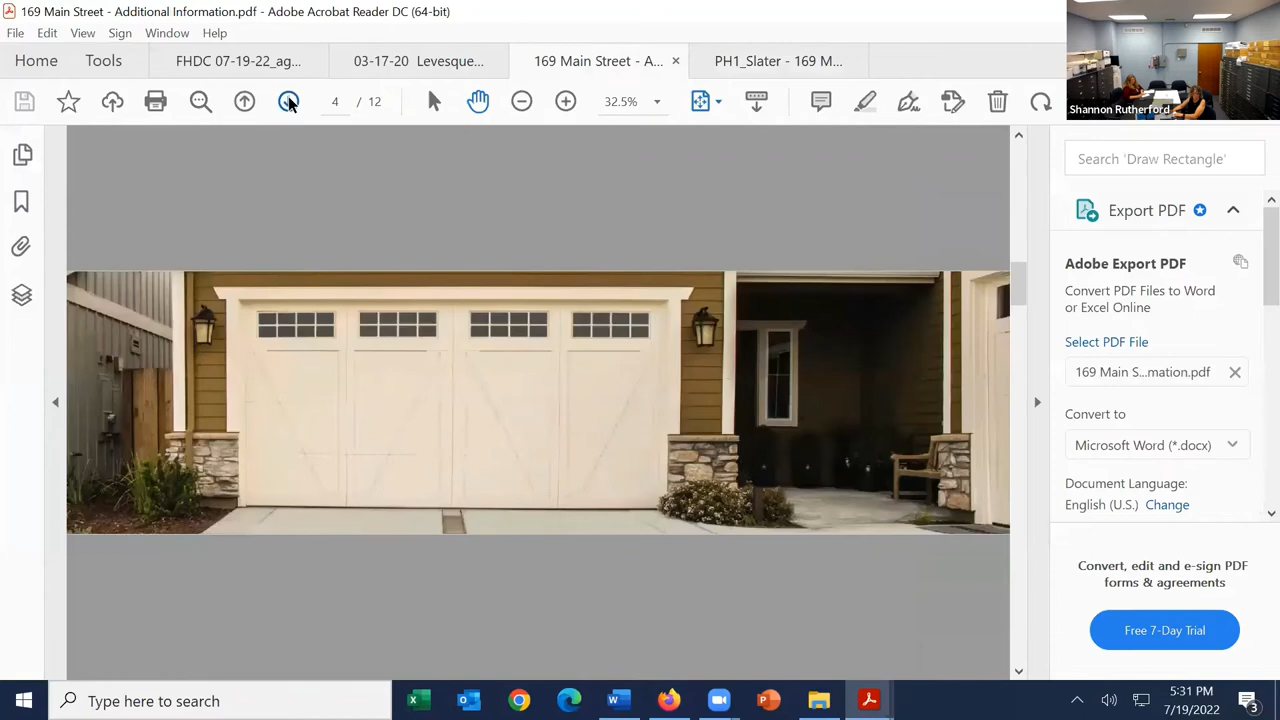 169 Main Street - Additional Information.pdf - Adobe Acrobat Reader DC (64-bit)
File Edit View Sign Window Help
Home Tools FHDC 07-19-22_ag... 03-17-20 Levesque... 169 Main Street - A... × PH1_Slater - 169 M...
4 / 12 32.5%
Shannon Rutherford
Search 'Draw Rectangle'
Export PDF
Adobe Export PDF
Convert PDF Files to Word
or Excel Online
Select PDF File
169 Main S...mation.pdf
Convert to
Microsoft Word (*.docx)
Document Language:
English (U.S.) Change
Convert, edit and e-sign PDF
forms & agreements
Free 7-Day Trial
Type here to search
5:31 PM
7/19/2022
3